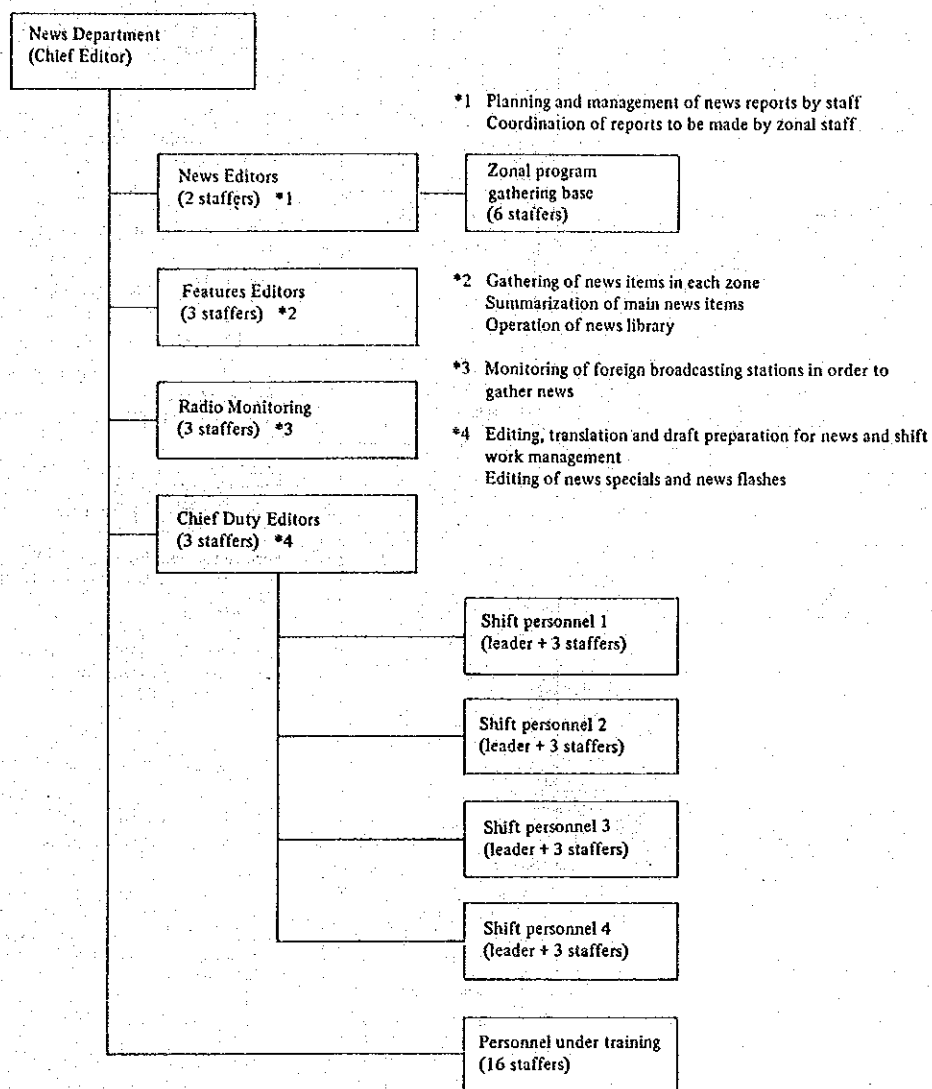 News Department
(Chief Editor)
*1 Planning and management of news reports by staff
Coordination of reports to be made by zonal staff
News Editors
(2 staffers) *1
Zonal program
gathering base
(6 staffers)
Features Editors
(3 staffers) *2
*2 Gathering of news items in each zone
Summarization of main news items
Operation of news library
*3 Monitoring of foreign broadcasting stations in order to
gather news
Radio Monitoring
(3 staffers) *3
*4 Editing, translation and draft preparation for news and shift
work management
Editing of news specials and news flashes
Chief Duty Editors
(3 staffers) *4
Shift personnel 1
(leader + 3 staffers)
Shift personnel 2
(leader + 3 staffers)
Shift personnel 3
(leader + 3 staffers)
Shift personnel 4
(leader + 3 staffers)
Personnel under training
(16 staffers)